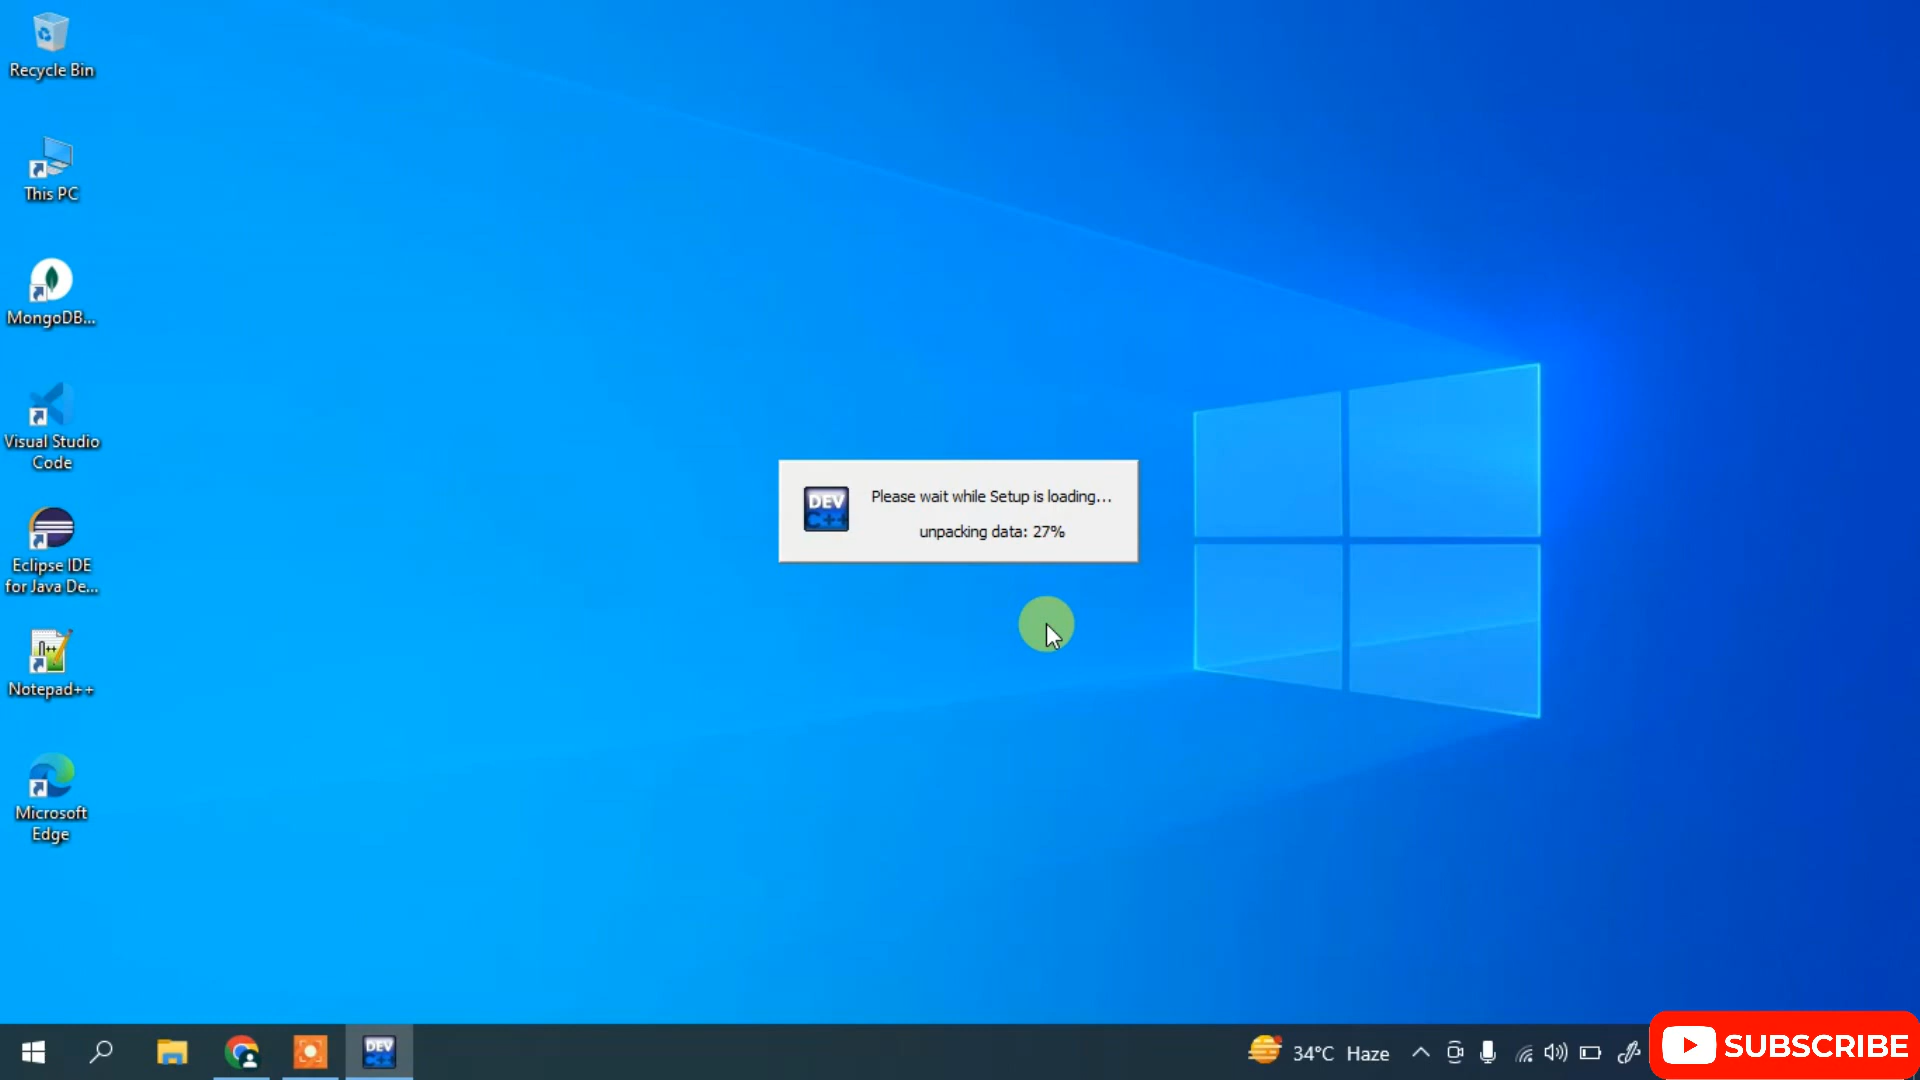 Recycle Bin
This PC
MongoDB...
Visual Studio
Code
Eclipse IDE
for Java De...
Notepad++
Microsoft
Edge
DEV
C++
Please wait while Setup is loading...
unpacking data: 27%
DEV
C++
34°C Haze
SUBSCRIBE